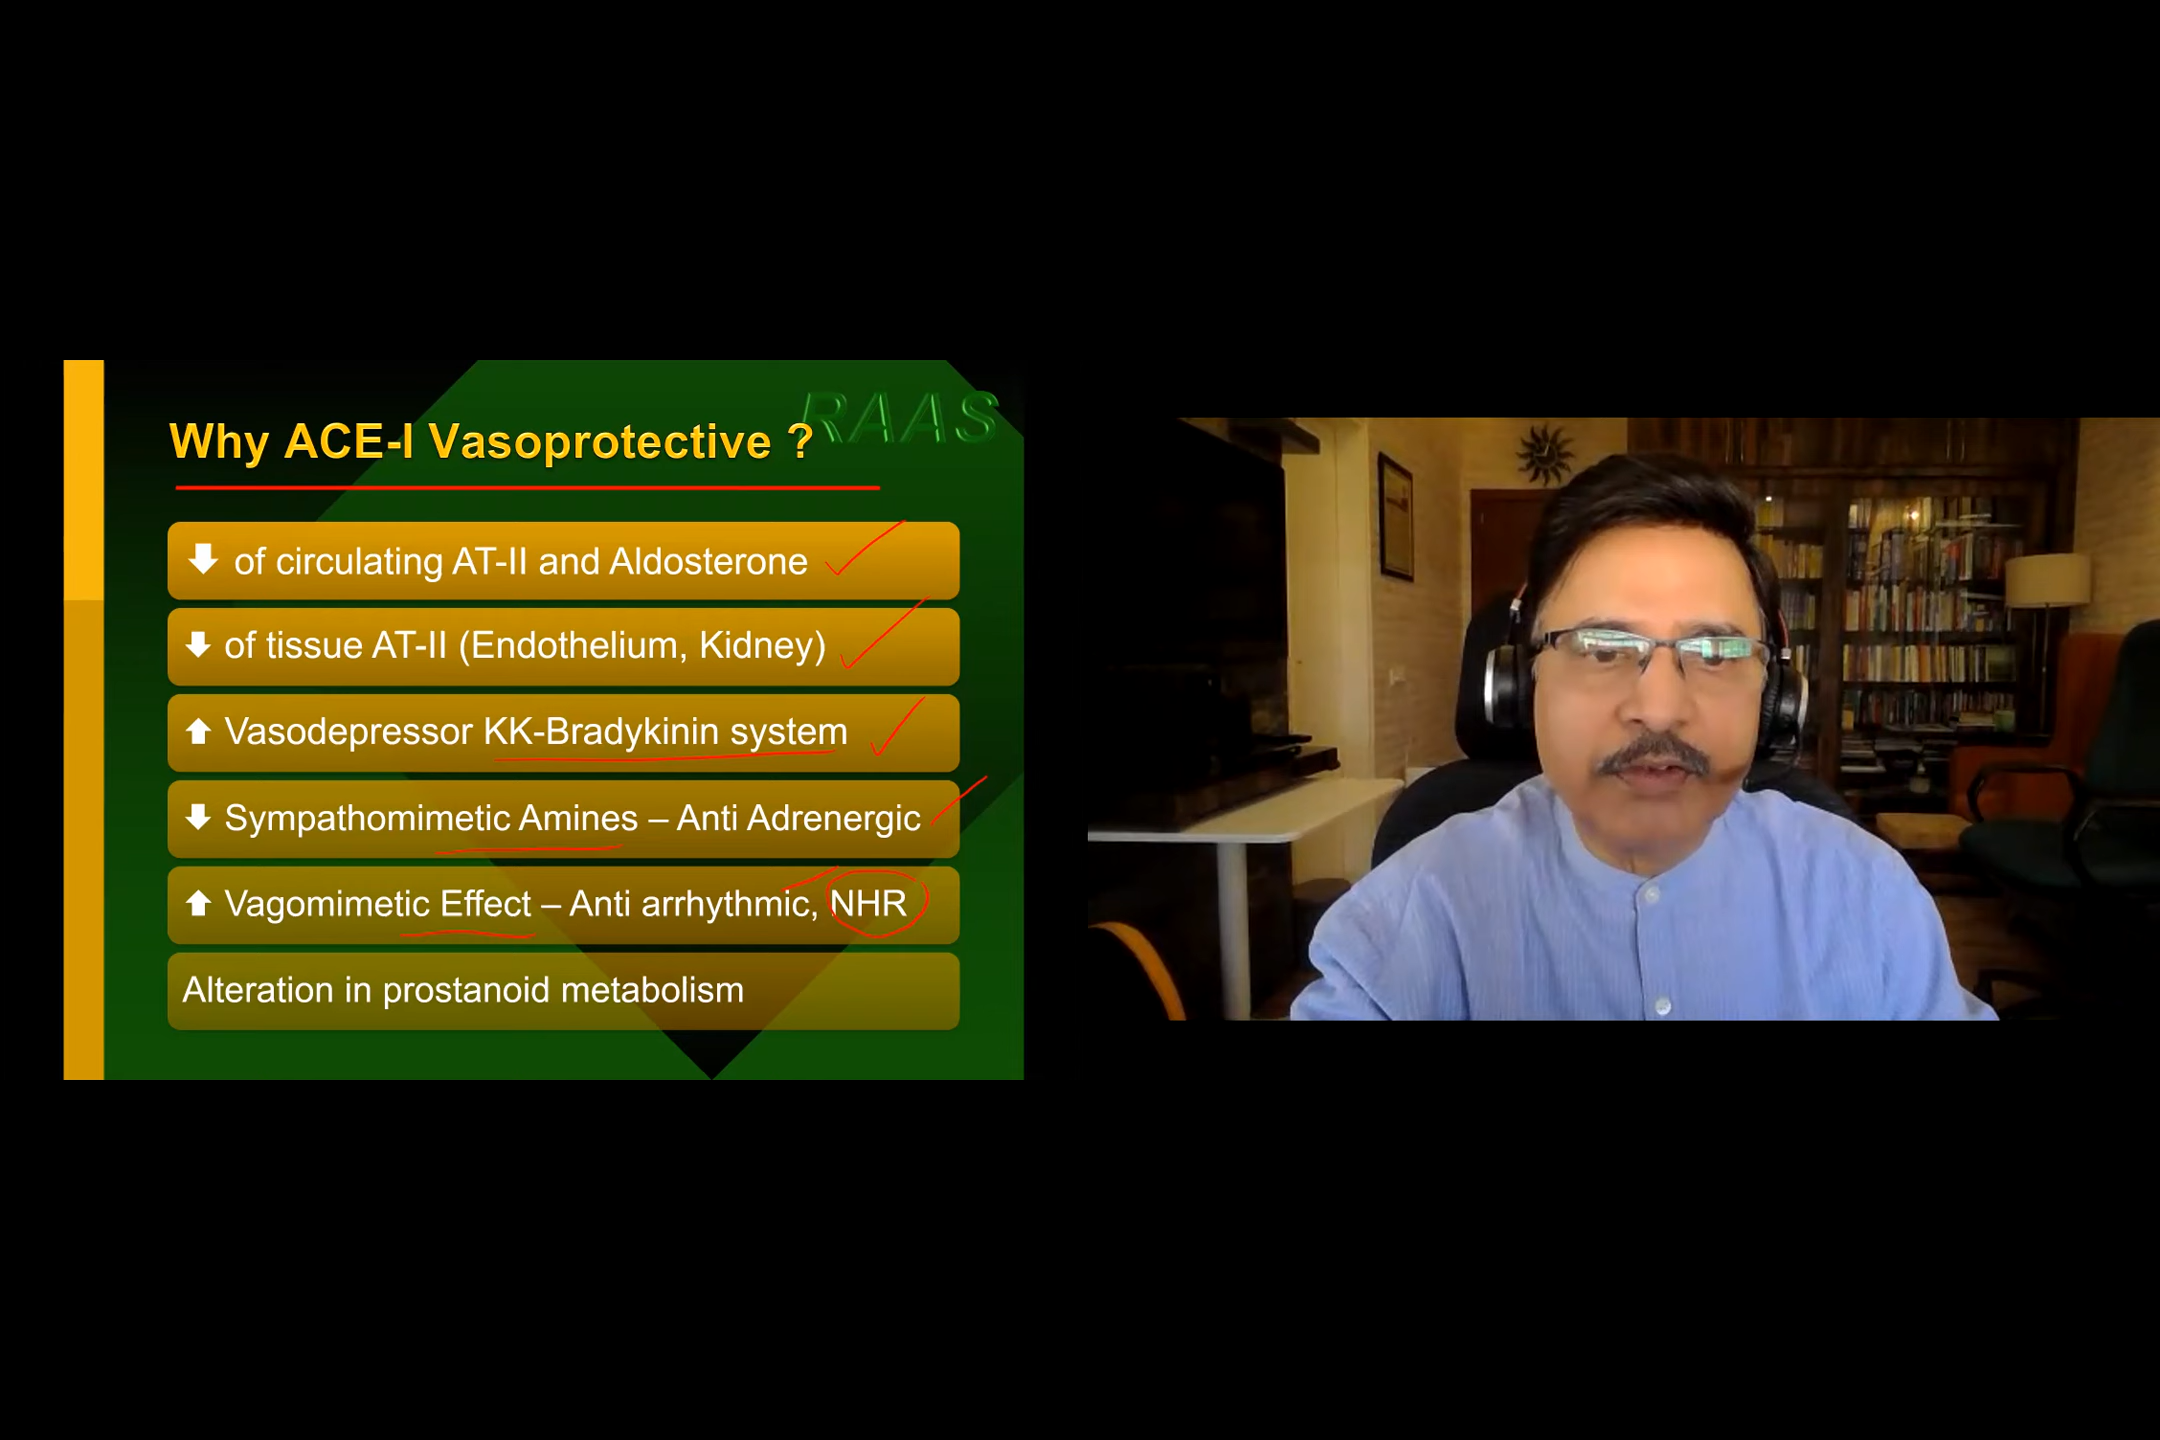 RAAS
Why ACE-I Vasoprotective ?
⬇ of circulating AT-II and Aldosterone
⬇ of tissue AT-II (Endothelium, Kidney)
⬆ Vasodepressor KK-Bradykinin system
⬇ Sympathomimetic Amines – Anti Adrenergic
⬆ Vagomimetic Effect – Anti arrhythmic, NHR
Alteration in prostanoid metabolism